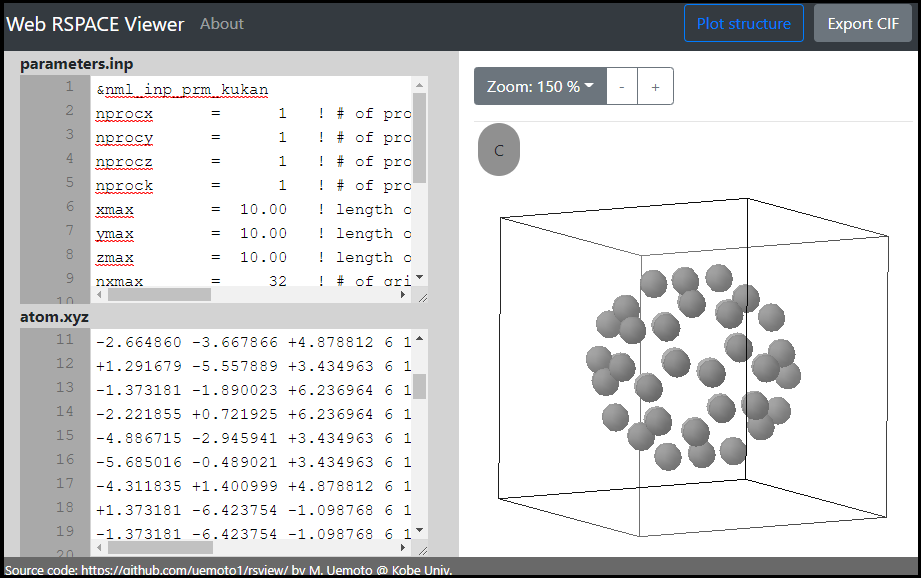 Web RSPACE Viewer About Plot structure Export CIF
parameters.inp
1 &nml_inp_prm_kukan
2 nprocx = 1 ! # of pro
3 nprocy = 1 ! # of pro
4 nprocz = 1 ! # of pro
5 nprock = 1 ! # of pro
6 xmax = 10.00 ! length o
7 ymax = 10.00 ! length o
8 zmax = 10.00 ! length o
9 nxmax = 32 ! # of gri
10
atom.xyz
11 -2.664860 -3.667866 +4.878812 6 1
12 +1.291679 -5.557889 +3.434963 6 1
13 -1.373181 -1.890023 +6.236964 6 1
14 -2.221855 +0.721925 +6.236964 6 1
15 -4.886715 -2.945941 +3.434963 6 1
16 -5.685016 -0.489021 +3.434963 6 1
17 -4.311835 +1.400999 +4.878812 6 1
18 +1.373181 -6.423754 -1.098768 6 1
19 -1.373181 -6.423754 -1.098768 6 1
20
Zoom: 150 % - +
C
Source code: https://github.com/uemoto1/rsview/ by M. Uemoto @ Kobe Univ.